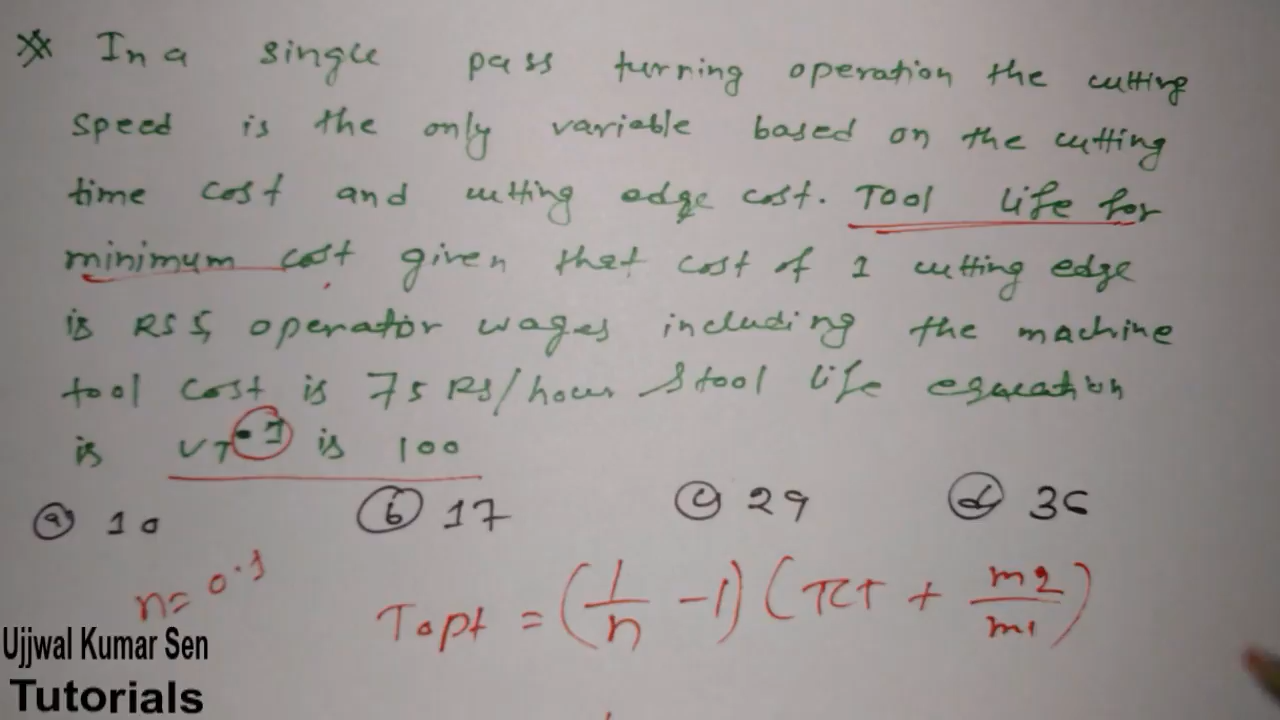 In a single pass turning operation the cutting
speed is the only variable based on the cutting
time cost and cutting edge cost. Tool life for
minimum cost given that cost of 1 cutting edge
is RS 5, operator wages including the machine
tool cost is 75 RS/hour & tool life equation
is VT^.1 is 100
ⓐ 10 ⓑ 17 ⓒ 29 ⓓ 36
n = 0.1
Topt = (1/n - 1) (TCT + m2/m1)
Ujjwal Kumar Sen
Tutorials